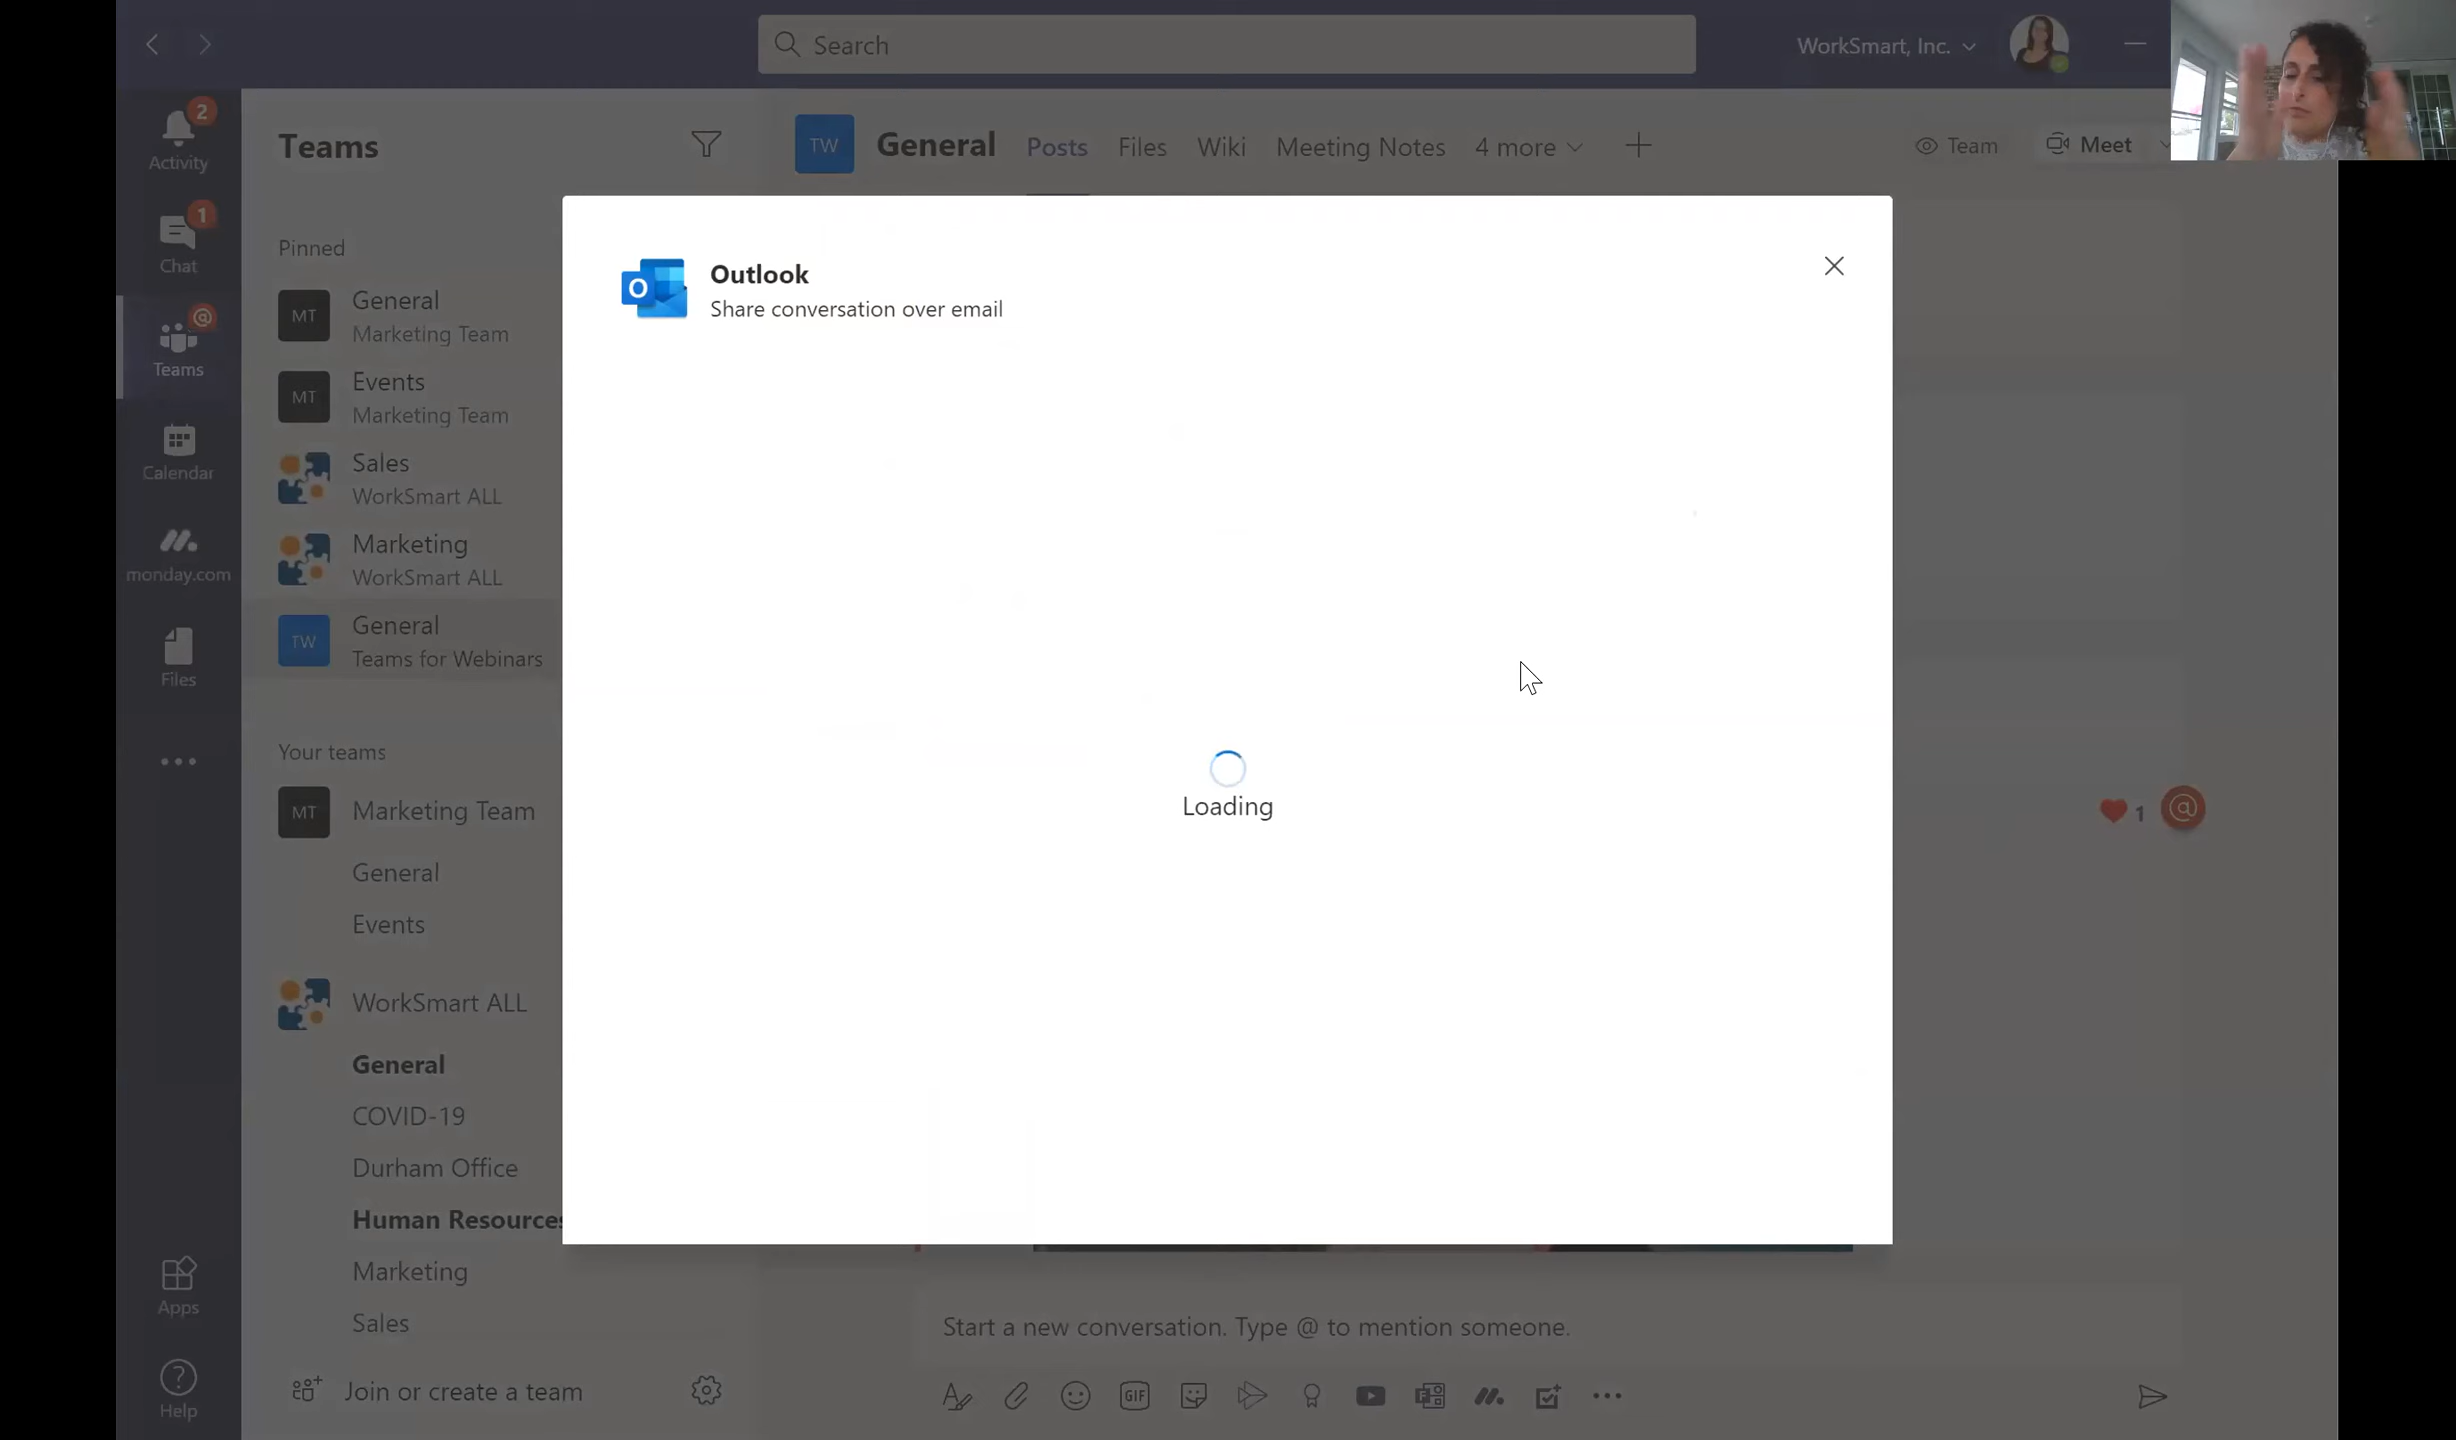 Search
WorkSmart, Inc.
2
Activity
1
Chat
@
Teams
Calendar
monday.com
Files
Apps
Help
Teams
Pinned
MT
General
Marketing Team
MT
Events
Marketing Team
Sales
WorkSmart ALL
Marketing
WorkSmart ALL
TW
General
Teams for Webinars
Your teams
MT
Marketing Team
General
Events
WorkSmart ALL
General
COVID-19
Durham Office
Human Resources
Marketing
Sales
Join or create a team
TW
General
Posts
Files
Wiki
Meeting Notes
4 more
Team
Meet
O
Outlook
Share conversation over email
Loading
1
@
Start a new conversation. Type @ to mention someone.
GIF